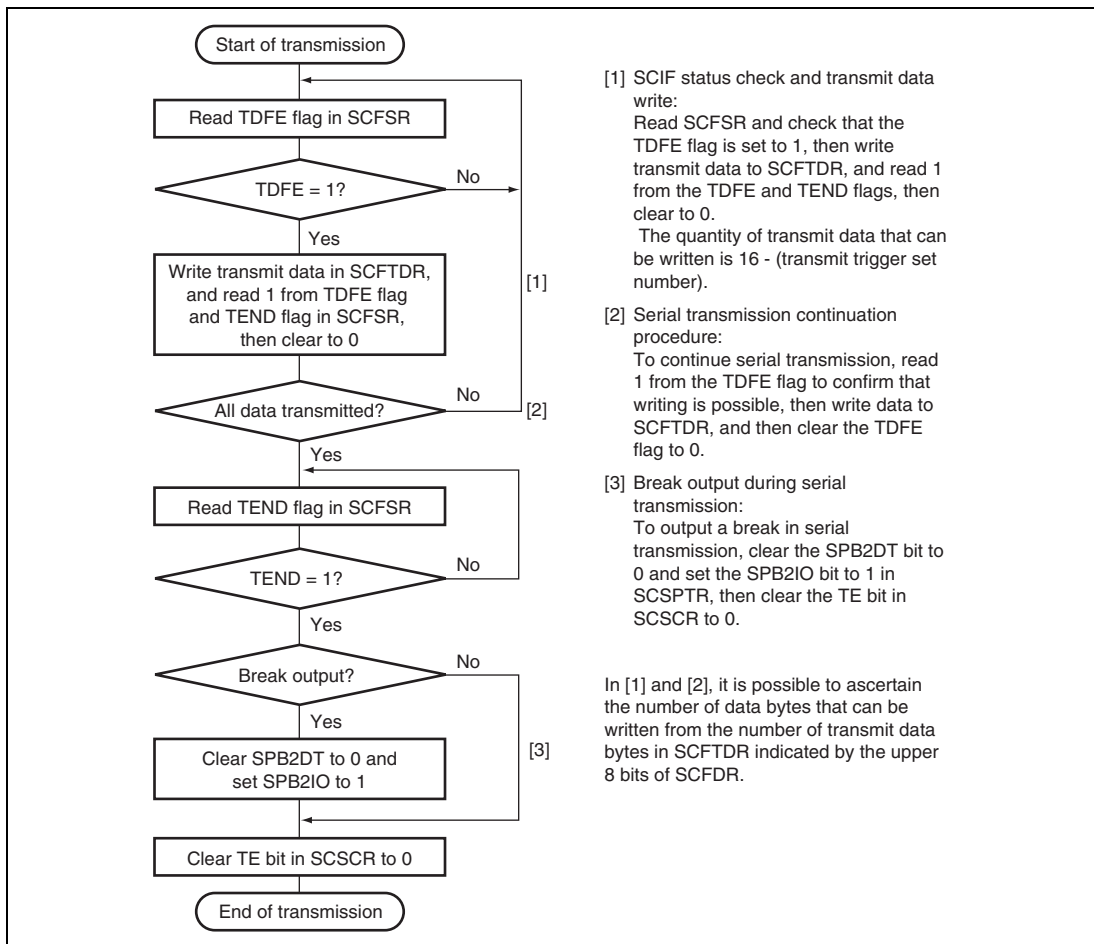 Start of transmission
Read TDFE flag in SCFSR
TDFE = 1?
No
Yes
Write transmit data in SCFTDR,
and read 1 from TDFE flag
and TEND flag in SCFSR,
then clear to 0
[1]
All data transmitted?
No
[2]
Yes
Read TEND flag in SCFSR
TEND = 1?
No
Yes
Break output?
No
Yes
Clear SPB2DT to 0 and
set SPB2IO to 1
[3]
Clear TE bit in SCSCR to 0
End of transmission
[1] SCIF status check and transmit data
write:
Read SCFSR and check that the
TDFE flag is set to 1, then write
transmit data to SCFTDR, and read 1
from the TDFE and TEND flags, then
clear to 0.
The quantity of transmit data that can
be written is 16 - (transmit trigger set
number).
[2] Serial transmission continuation
procedure:
To continue serial transmission, read
1 from the TDFE flag to confirm that
writing is possible, then write data to
SCFTDR, and then clear the TDFE
flag to 0.
[3] Break output during serial
transmission:
To output a break in serial
transmission, clear the SPB2DT bit to
0 and set the SPB2IO bit to 1 in
SCSPTR, then clear the TE bit in
SCSCR to 0.
In [1] and [2], it is possible to ascertain
the number of data bytes that can be
written from the number of transmit data
bytes in SCFTDR indicated by the upper
8 bits of SCFDR.